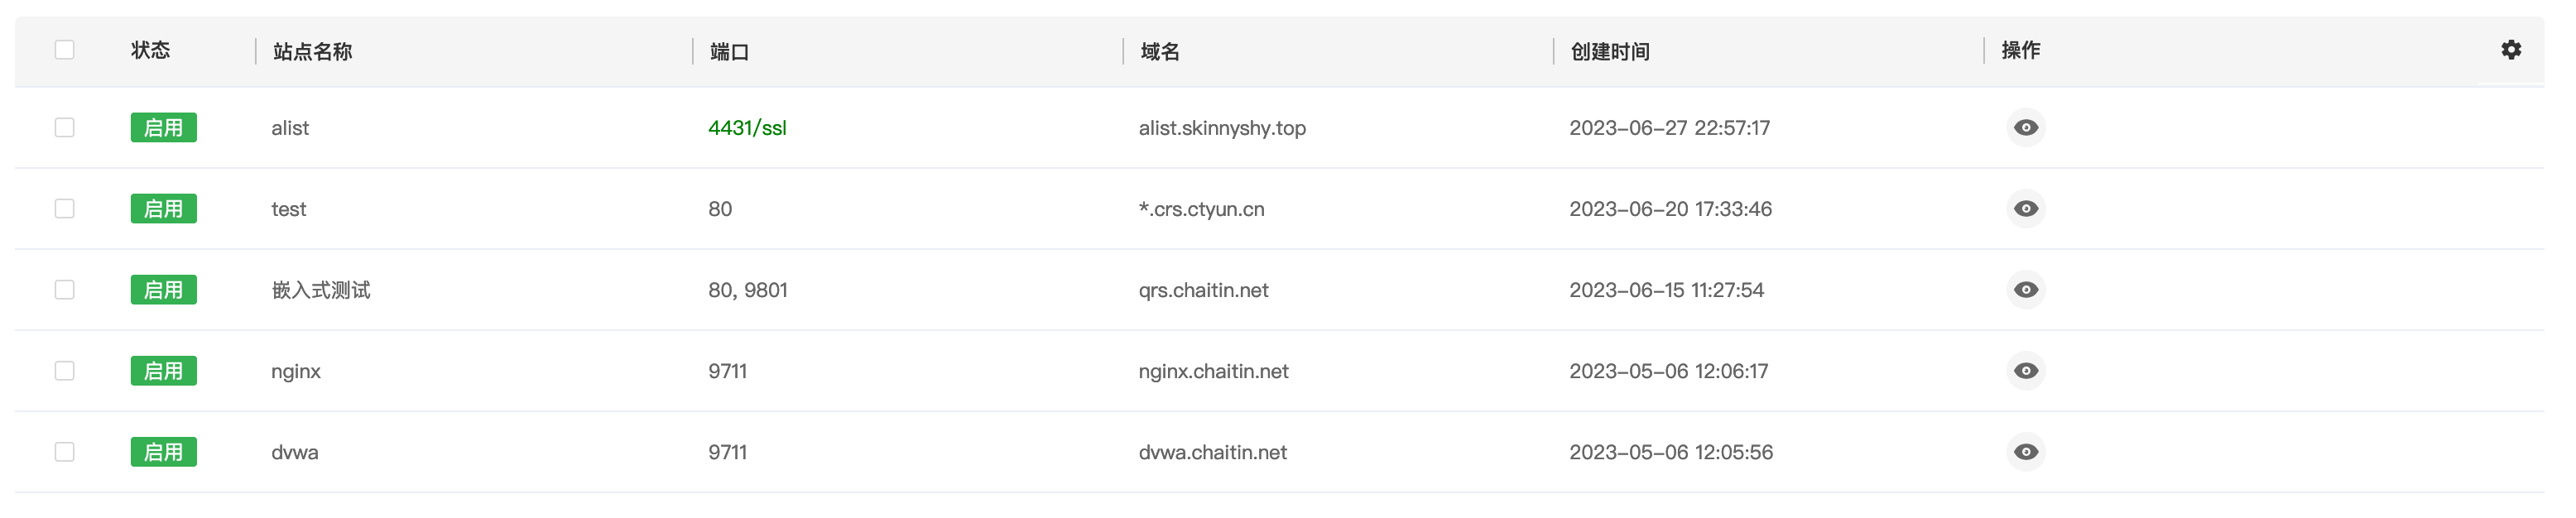 状态 站点名称 端口 域名 创建时间 操作
启用 alist 4431/ssl alist.skinnyshy.top 2023-06-27 22:57:17
启用 test 80 *.crs.ctyun.cn 2023-06-20 17:33:46
启用 嵌入式测试 80, 9801 qrs.chaitin.net 2023-06-15 11:27:54
启用 nginx 9711 nginx.chaitin.net 2023-05-06 12:06:17
启用 dvwa 9711 dvwa.chaitin.net 2023-05-06 12:05:56